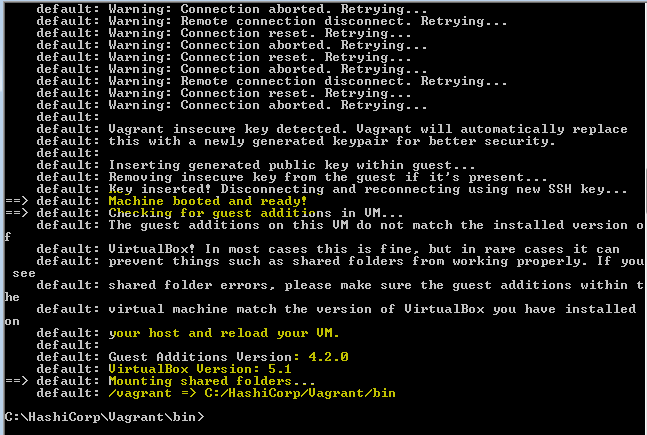 default: Warning: Connection aborted. Retrying...
default: Warning: Remote connection disconnect. Retrying...
default: Warning: Connection reset. Retrying...
default: Warning: Connection aborted. Retrying...
default: Warning: Connection reset. Retrying...
default: Warning: Connection aborted. Retrying...
default: Warning: Remote connection disconnect. Retrying...
default: Warning: Connection reset. Retrying...
default: Warning: Connection aborted. Retrying...
default:
default: Vagrant insecure key detected. Vagrant will automatically replace
default: this with a newly generated keypair for better security.
default:
default: Inserting generated public key within guest...
default: Removing insecure key from the guest if it's present...
default: Key inserted! Disconnecting and reconnecting using new SSH key...
==> default: Machine booted and ready!
==> default: Checking for guest additions in VM...
default: The guest additions on this VM do not match the installed version o
f
default: VirtualBox! In most cases this is fine, but in rare cases it can
default: prevent things such as shared folders from working properly. If you
see
default: shared folder errors, please make sure the guest additions within t
he
default: virtual machine match the version of VirtualBox you have installed
on
default: your host and reload your VM.
default:
default: Guest Additions Version: 4.2.0
default: VirtualBox Version: 5.1
==> default: Mounting shared folders...
default: /vagrant => C:/HashiCorp/Vagrant/bin
C:\HashiCorp\Vagrant\bin>